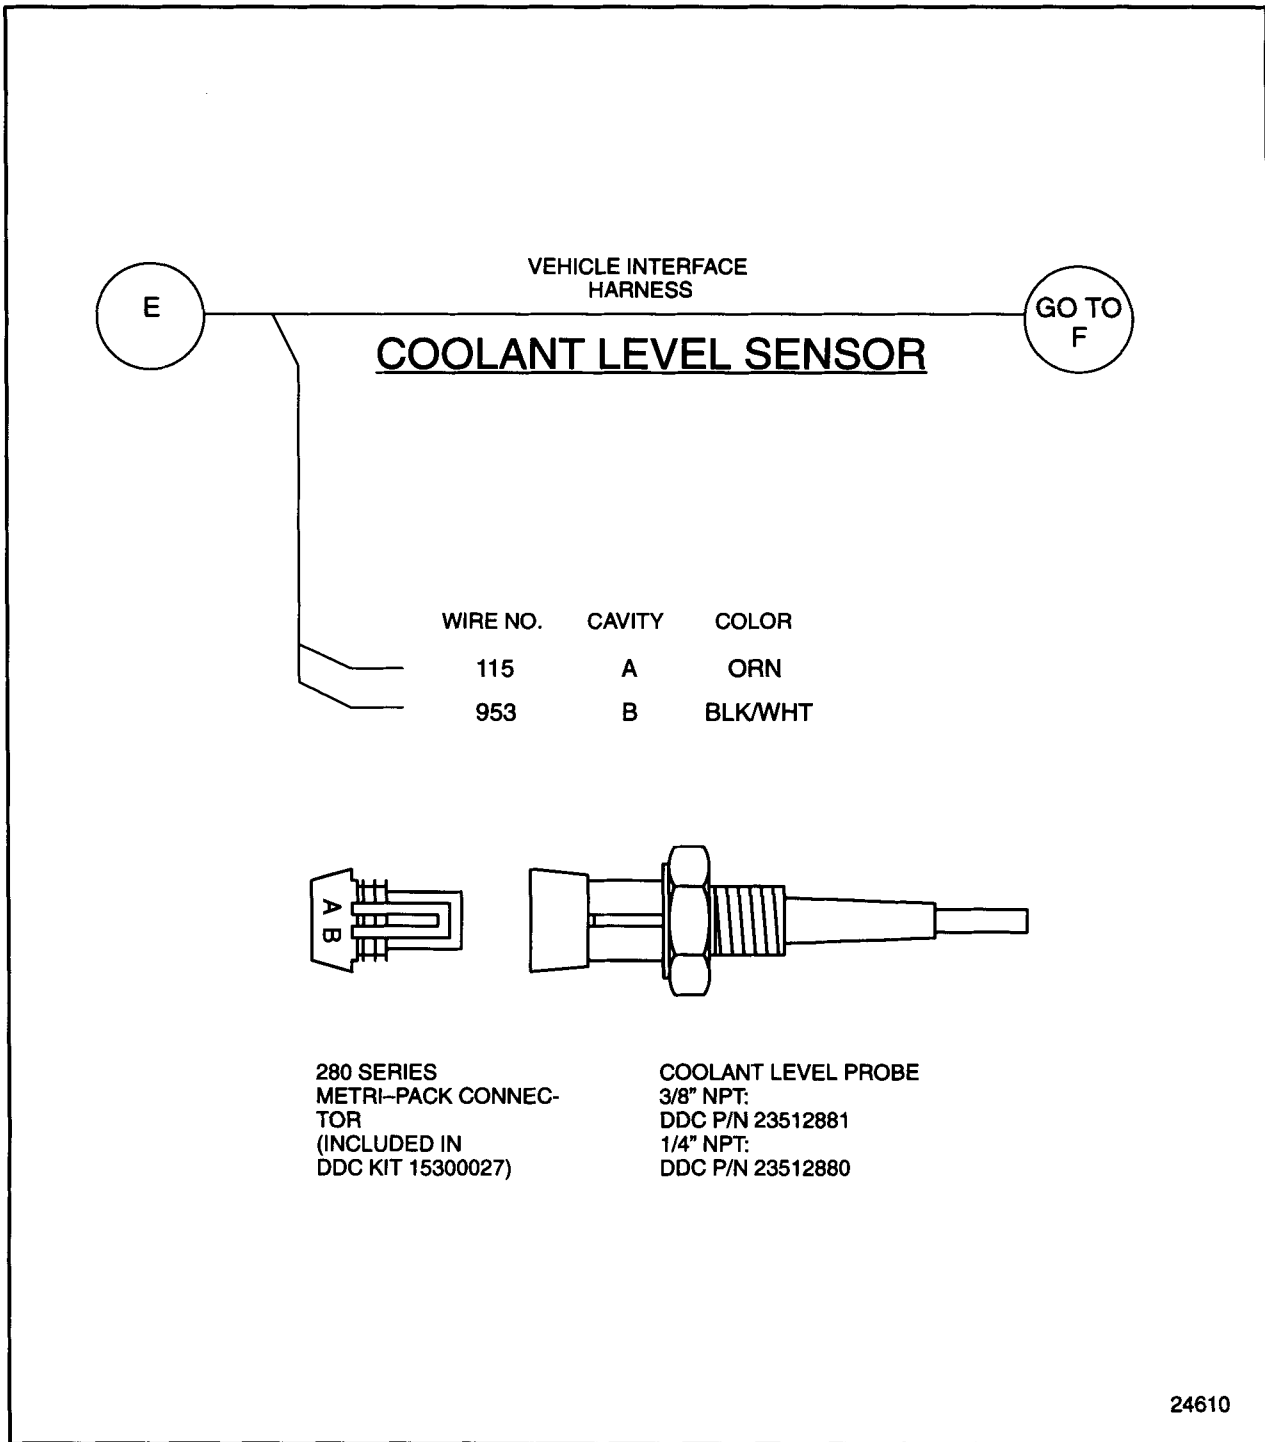 VEHICLE INTERFACE
HARNESS
E
GO TO
F
COOLANT LEVEL SENSOR
WIRE NO. CAVITY COLOR
115 A ORN
953 B BLK/WHT
A
B
280 SERIES
METRI–PACK CONNEC-
TOR
(INCLUDED IN
DDC KIT 15300027)
COOLANT LEVEL PROBE
3/8" NPT:
DDC P/N 23512881
1/4" NPT:
DDC P/N 23512880
24610